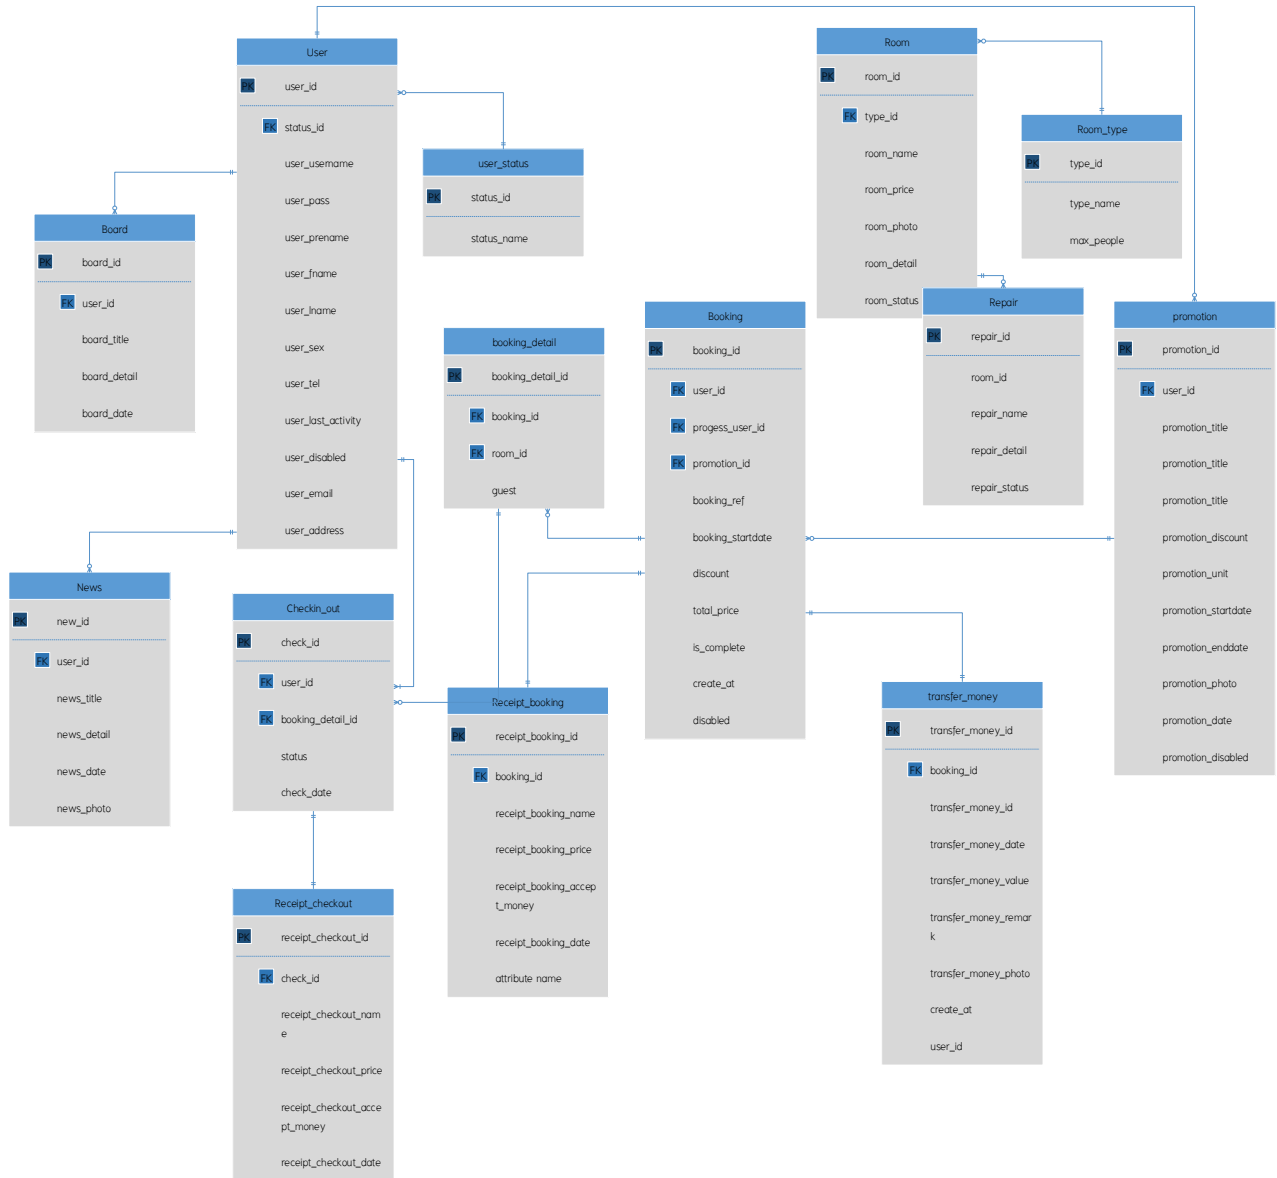 User
PK user_id
FK status_id
user_username
user_pass
user_prename
user_fname
user_lname
user_sex
user_tel
user_last_activity
user_disabled
user_email
user_address
user_status
PK status_id
status_name
Room
PK room_id
FK type_id
room_name
room_price
room_photo
room_detail
room_status
Room_type
PK type_id
type_name
max_people
Board
PK board_id
FK user_id
board_title
board_detail
board_date
booking_detail
PK booking_detail_id
FK booking_id
FK room_id
guest
Booking
PK booking_id
FK user_id
FK progess_user_id
FK promotion_id
booking_ref
booking_startdate
discount
total_price
is_complete
create_at
disabled
Repair
PK repair_id
room_id
repair_name
repair_detail
repair_status
promotion
PK promotion_id
FK user_id
promotion_title
promotion_title
promotion_title
promotion_discount
promotion_unit
promotion_startdate
promotion_enddate
promotion_photo
promotion_date
promotion_disabled
News
PK new_id
FK user_id
news_title
news_detail
news_date
news_photo
Checkin_out
PK check_id
FK user_id
FK booking_detail_id
status
check_date
Receipt_booking
PK receipt_booking_id
FK booking_id
receipt_booking_name
receipt_booking_price
receipt_booking_accep
t_money
receipt_booking_date
attribute name
transfer_money
PK transfer_money_id
FK booking_id
transfer_money_id
transfer_money_date
transfer_money_value
transfer_money_remar
k
transfer_money_photo
create_at
user_id
Receipt_checkout
PK receipt_checkout_id
FK check_id
receipt_checkout_nam
e
receipt_checkout_price
receipt_checkout_acce
pt_money
receipt_checkout_date